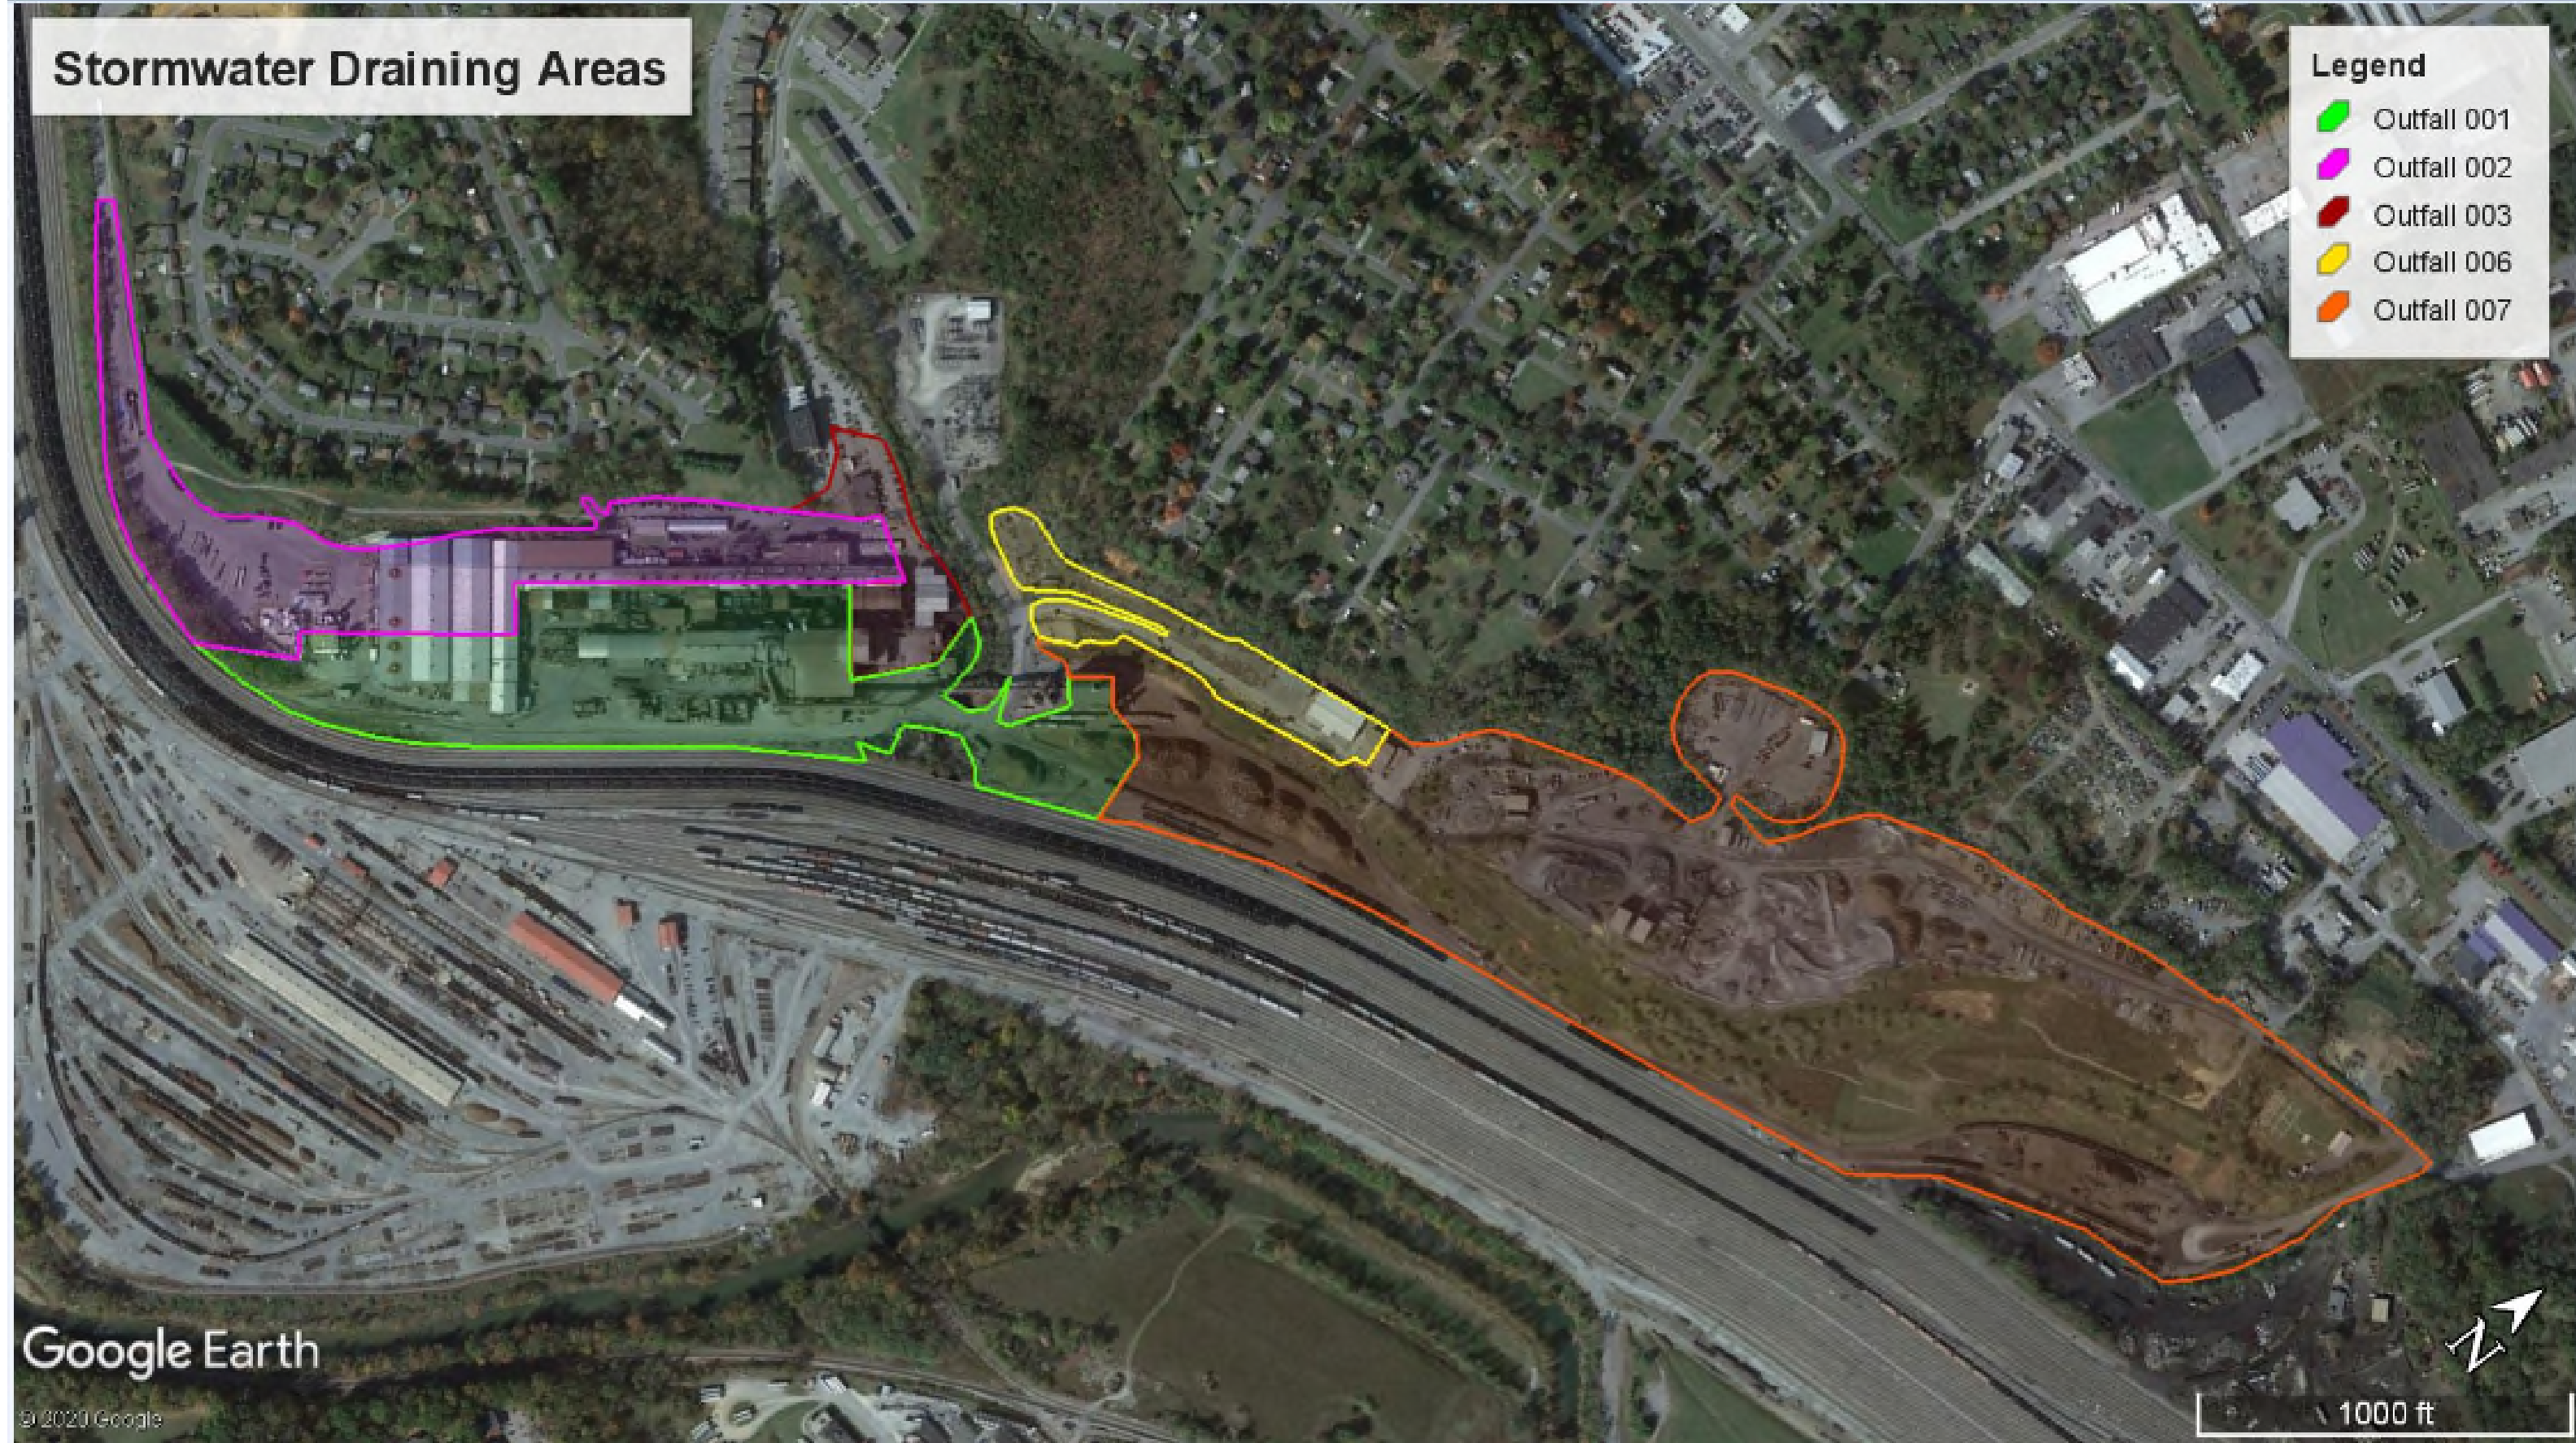 Stormwater Draining Areas
Legend
Outfall 001
Outfall 002
Outfall 003
Outfall 006
Outfall 007
Google Earth
© 2020 Google
N
1000 ft